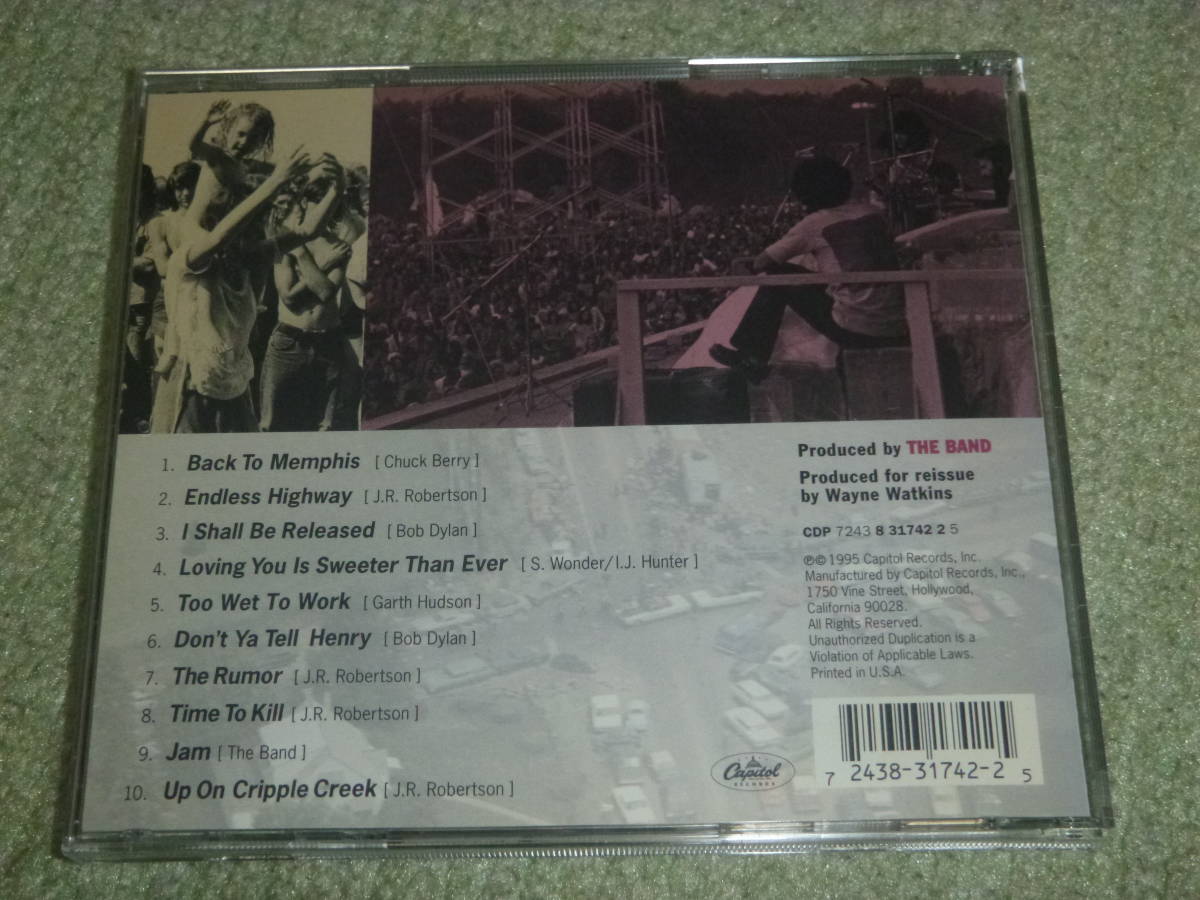 1. Back To Memphis [ Chuck Berry ]
2. Endless Highway [ J.R. Robertson ]
3. I Shall Be Released [ Bob Dylan ]
4. Loving You Is Sweeter Than Ever [ S. Wonder/I.J. Hunter ]
5. Too Wet To Work [ Garth Hudson ]
6. Don't Ya Tell Henry [ Bob Dylan ]
7. The Rumor [ J.R. Robertson ]
8. Time To Kill [ J.R. Robertson ]
9. Jam [ The Band ]
10. Up On Cripple Creek [ J.R. Robertson ]
Produced by THE BAND
Produced for reissue
by Wayne Watkins
CDP 7243 8 31742 2 5
℗© 1995 Capitol Records, Inc.
Manufactured by Capitol Records, Inc.,
1750 Vine Street, Hollywood,
California 90028.
All Rights Reserved.
Unauthorized Duplication is a
Violation of Applicable Laws.
Printed in U.S.A.
Capitol
RECORDS
7 2438-31742-2 5